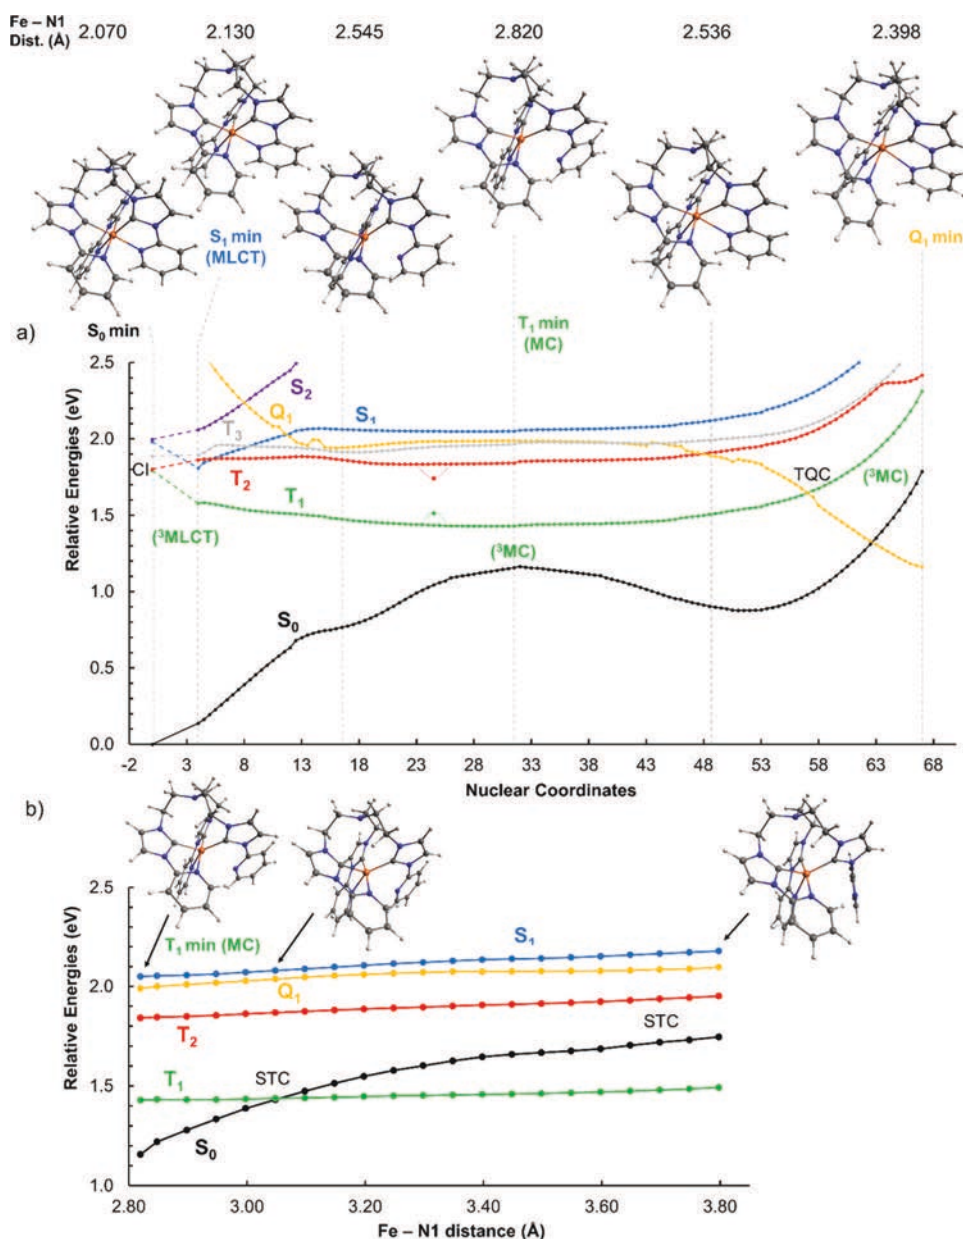 Fe – N1
Dist. (Å)
2.070 2.130 2.545 2.820 2.536 2.398
S₁ min
(MLCT)
Q₁ min
S₀ min
T₁ min
(MC)
a)
2.5
2.0
1.5
1.0
0.5
0.0
Relative Energies (eV)
S₂
Q₁
S₁
T₃
CI
T₂
TQC
(³MC)
T₁
(³MLCT)
(³MC)
S₀
-2 3 8 13 18 23 28 33 38 43 48 53 58 63 68
Nuclear Coordinates
b)
2.5
2.0
1.5
1.0
Relative Energies (eV)
T₁ min (MC)
S₁
Q₁
T₂
STC
T₁
STC
S₀
2.80 3.00 3.20 3.40 3.60 3.80
Fe – N1 distance (Å)